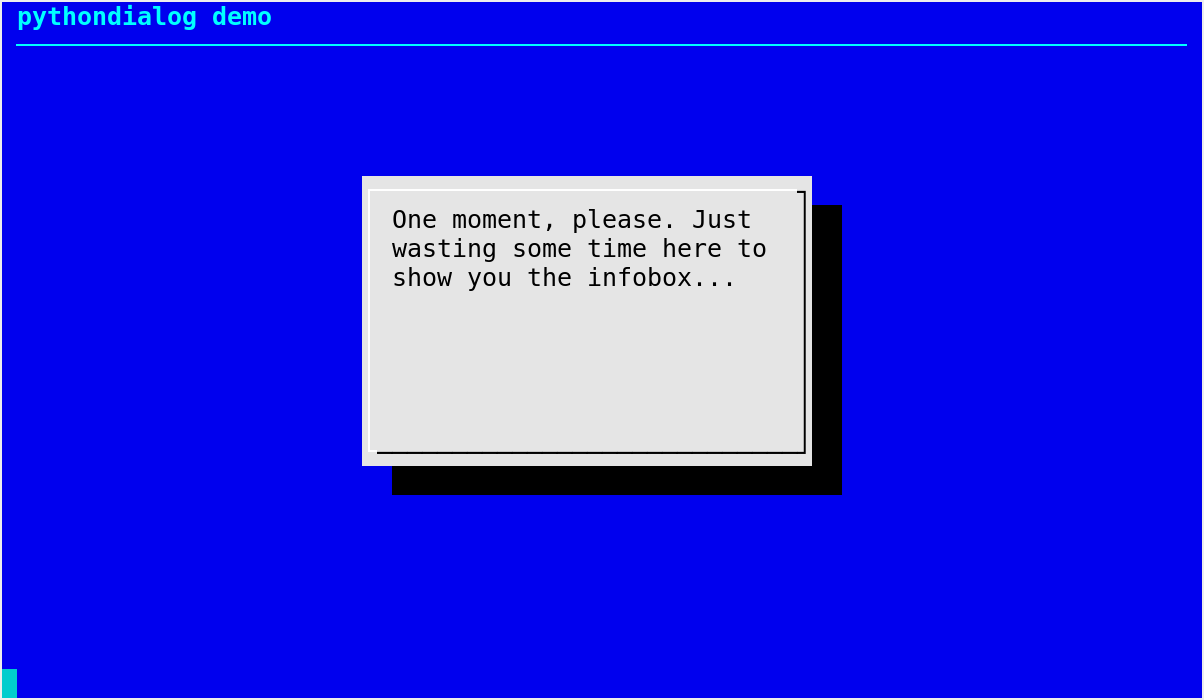 pythondialog demo
One moment, please. Just
wasting some time here to
show you the infobox...